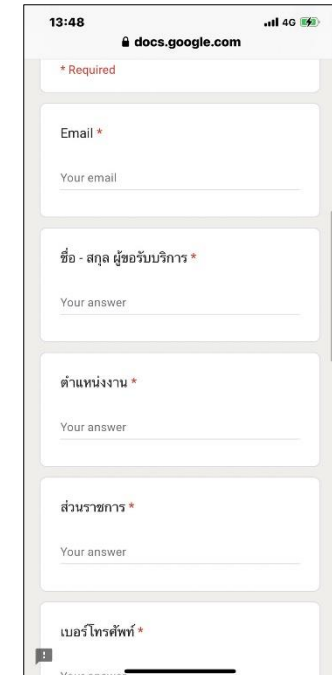 13:48
4G
docs.google.com
* Required
Email *
Your email
ชื่อ - สกุล ผู้ขอรับบริการ *
Your answer
ตำแหน่งงาน *
Your answer
ส่วนราชการ *
Your answer
เบอร์โทรศัพท์ *
Your answer